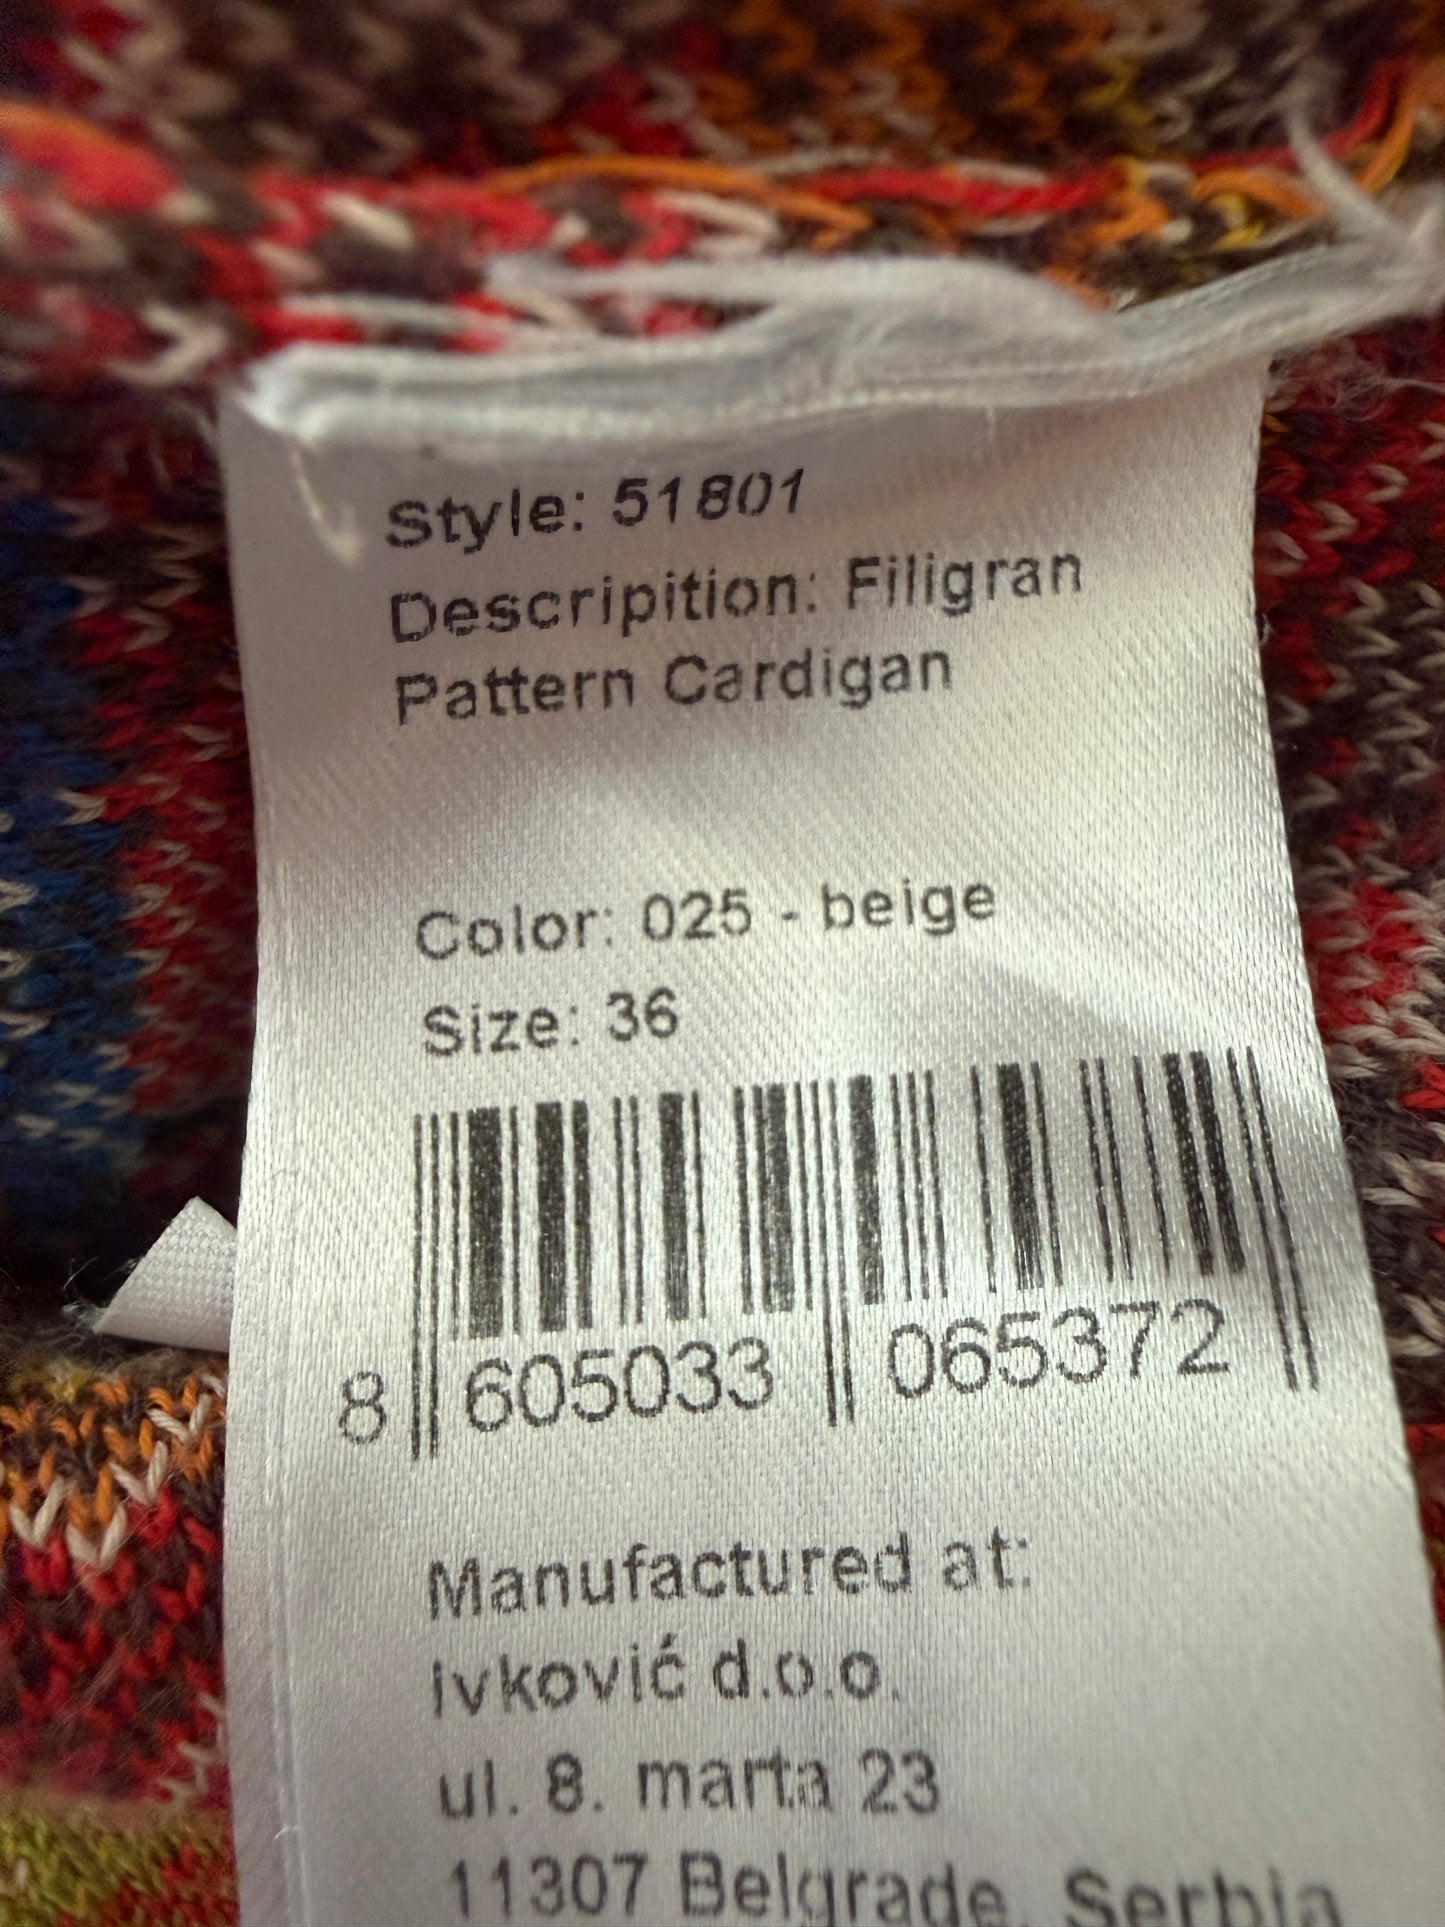 Style: 51801
Descripition: Filigran
Pattern Cardigan
Color: 025 - beige
Size: 36
8 605033 065372
Manufactured at:
Ivković d.o.o.
ul. 8. marta 23
11307 Belgrade, Serbia